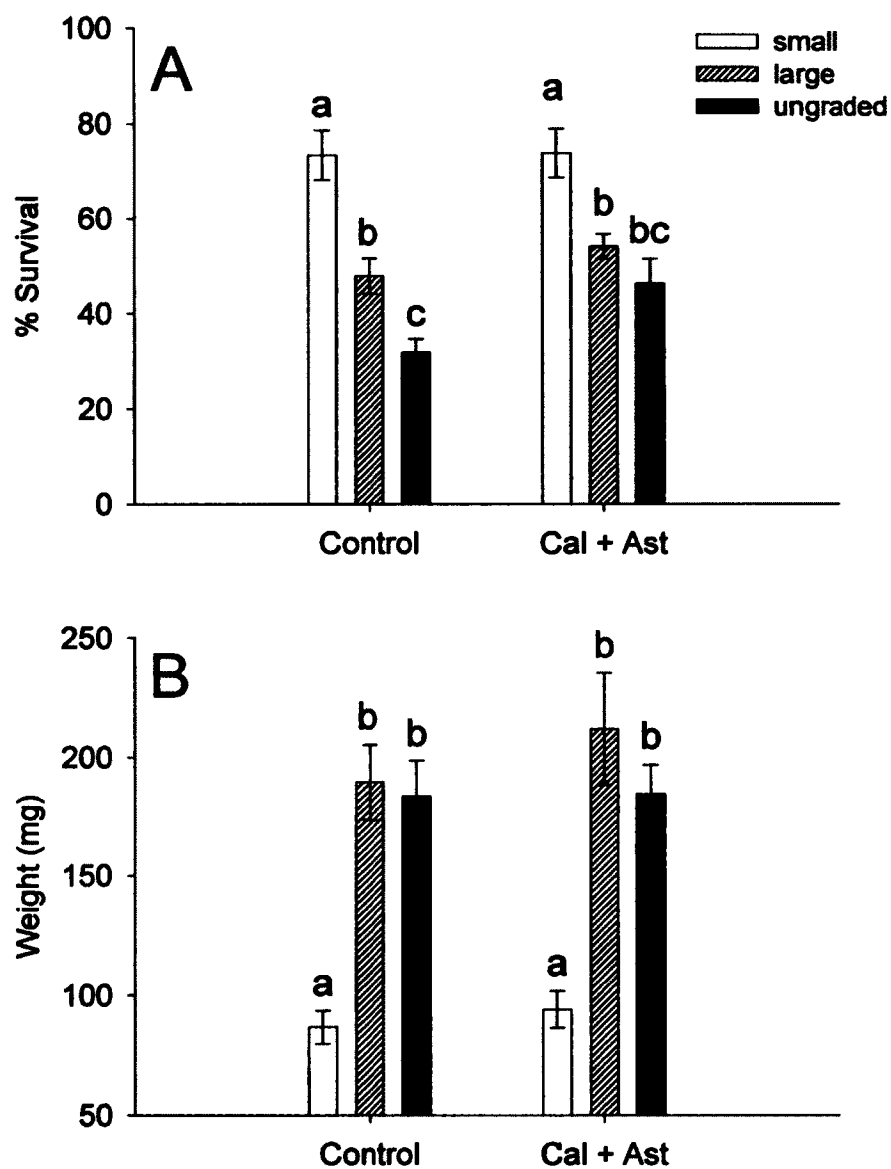 100
A
small
large
ungraded
a
a
80
b
b
bc
60
c
40
20
0
% Survival
Control
Cal + Ast
250
B
b
b
b
b
200
150
a
a
100
50
Weight (mg)
Control
Cal + Ast